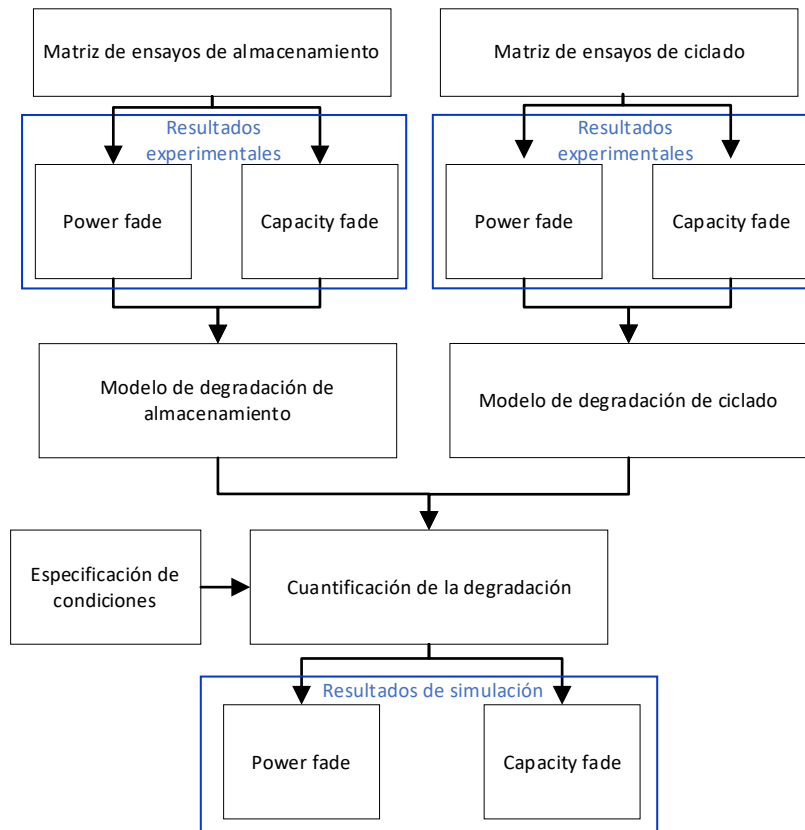 Matriz de ensayos de almacenamiento
Matriz de ensayos de ciclado
Resultados
experimentales
Power fade
Capacity fade
Resultados
experimentales
Power fade
Capacity fade
Modelo de degradación de
almacenamiento
Modelo de degradación de ciclado
Especificación de
condiciones
Cuantificación de la degradación
Resultados de simulación
Power fade
Capacity fade